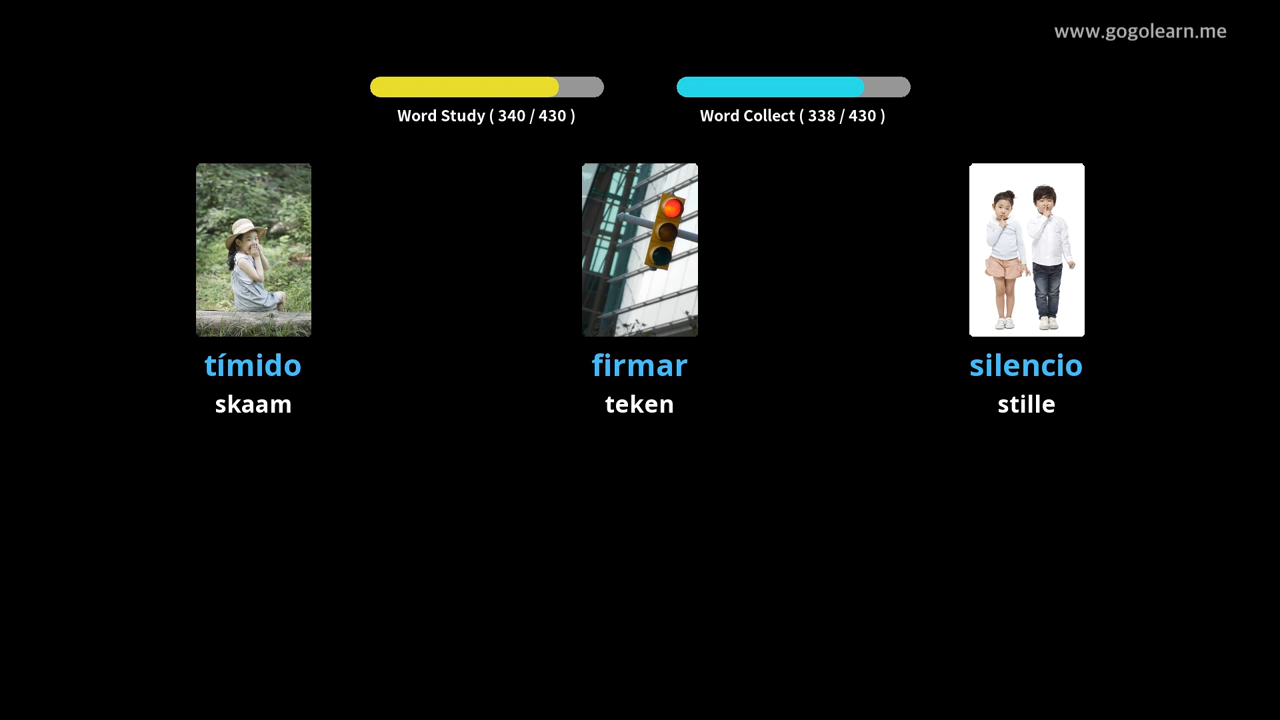 www.gogolearn.me
Word Study ( 340 / 430 )
Word Collect ( 338 / 430 )
tímido
firmar
silencio
skaam
teken
stille